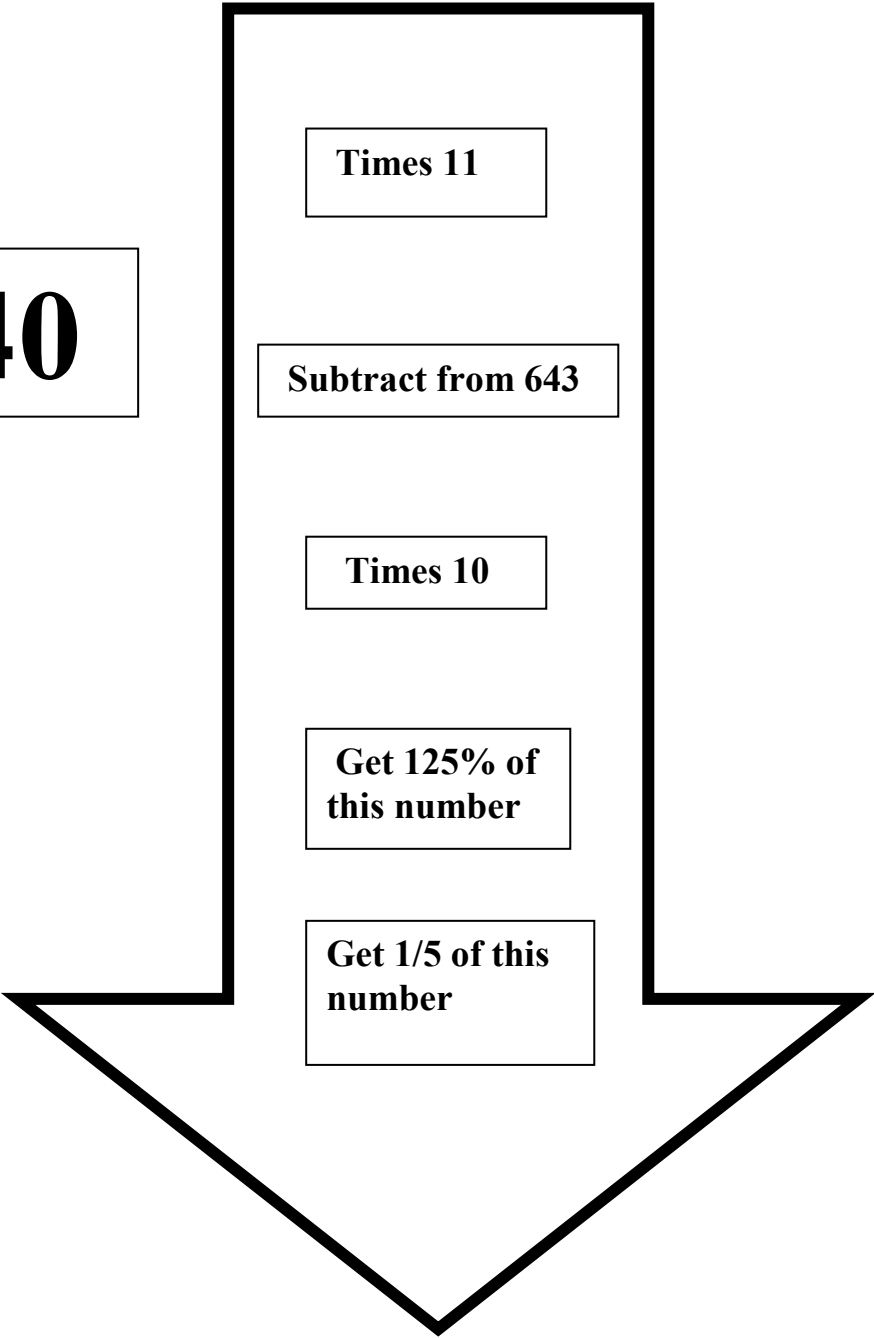 Times 11
40
Subtract from 643
Times 10
Get 125% of
this number
Get 1/5 of this
number